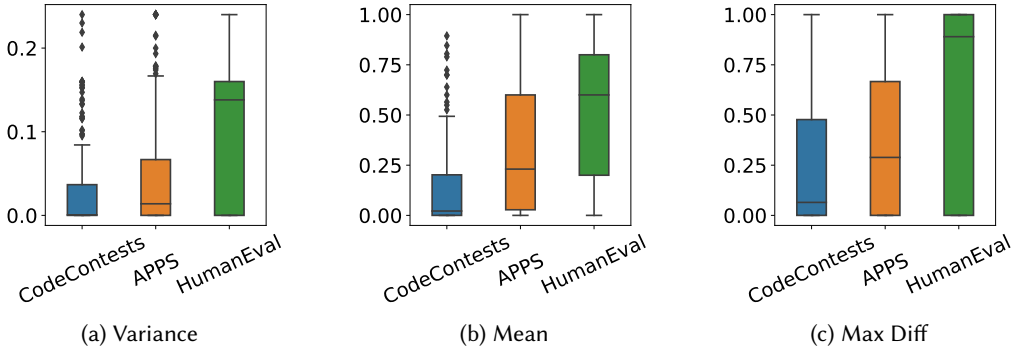 0.2
0.1
0.0
CodeContests
APPS
HumanEval
(a) Variance
1.00
0.75
0.50
0.25
0.00
CodeContests
APPS
HumanEval
(b) Mean
1.00
0.75
0.50
0.25
0.00
CodeContests
APPS
HumanEval
(c) Max Diff